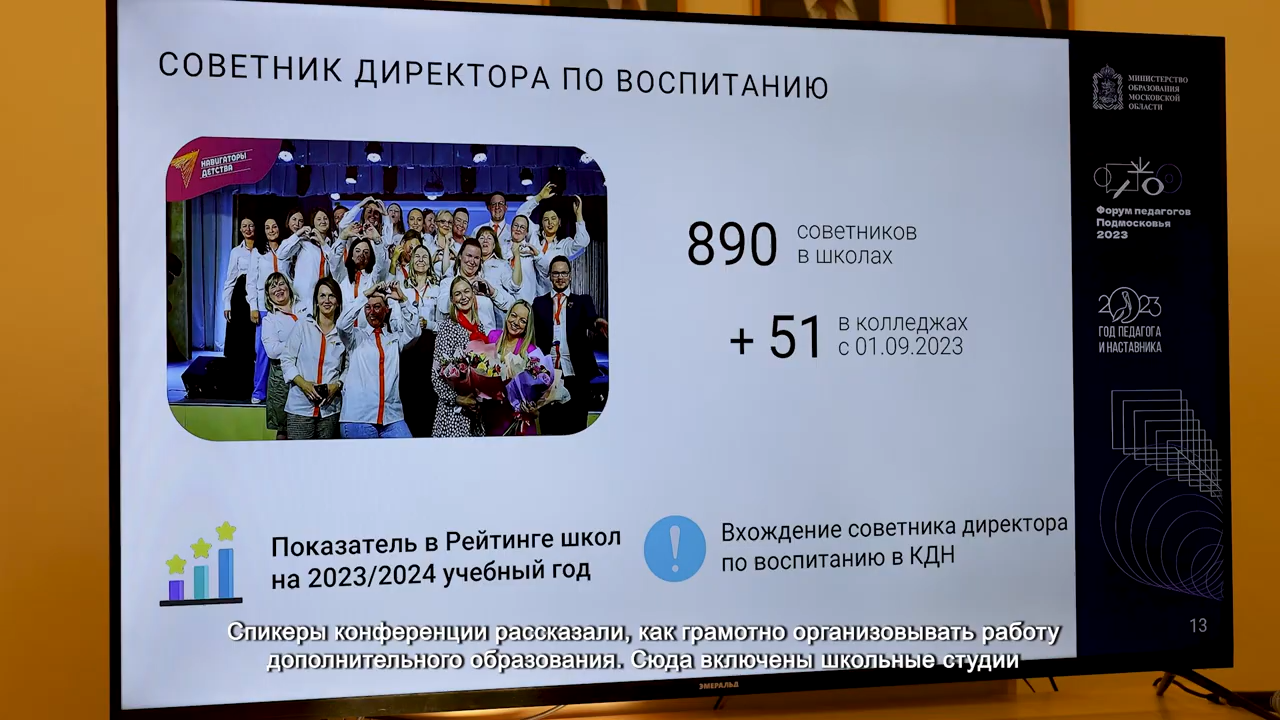 СОВЕТНИК ДИРЕКТОРА ПО ВОСПИТАНИЮ
НАВИГАТОРЫ
ДЕТСТВА
890 советников
в школах
+ 51 в колледжах
с 01.09.2023
Показатель в Рейтинге школ
на 2023/2024 учебный год
Вхождение советника директора
по воспитанию в КДН
МИНИСТЕРСТВО
ОБРАЗОВАНИЯ
МОСКОВСКОЙ
ОБЛАСТИ
Форум педагогов
Подмосковья
2023
2023
ГОД ПЕДАГОГА
И НАСТАВНИКА
13
Спикеры конференции рассказали, как грамотно организовывать работу
дополнительного образования. Сюда включены школьные студии
ЭМЕРАЛЬД